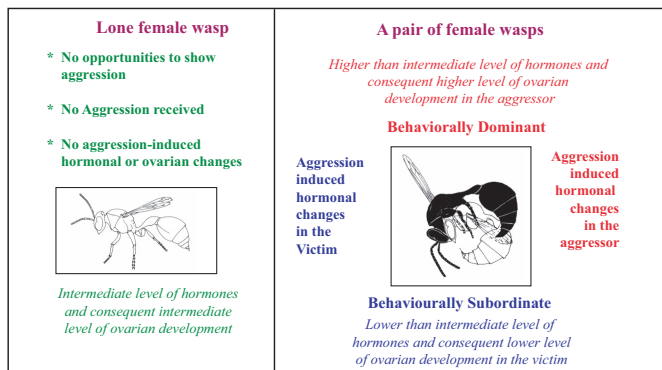 Lone female wasp
* No opportunities to show
aggression
* No Aggression received
* No aggression-induced
hormonal or ovarian changes
Intermediate level of hormones
and consequent intermediate
level of ovarian development
A pair of female wasps
Higher than intermediate level of hormones and
consequent higher level of ovarian
development in the aggressor
Behaviorally Dominant
Aggression
induced
hormonal
changes
in the
Victim
Aggression
induced
hormonal
changes
in the
aggressor
Behaviourally Subordinate
Lower than intermediate level of
hormones and consequent lower level
of ovarian development in the victim